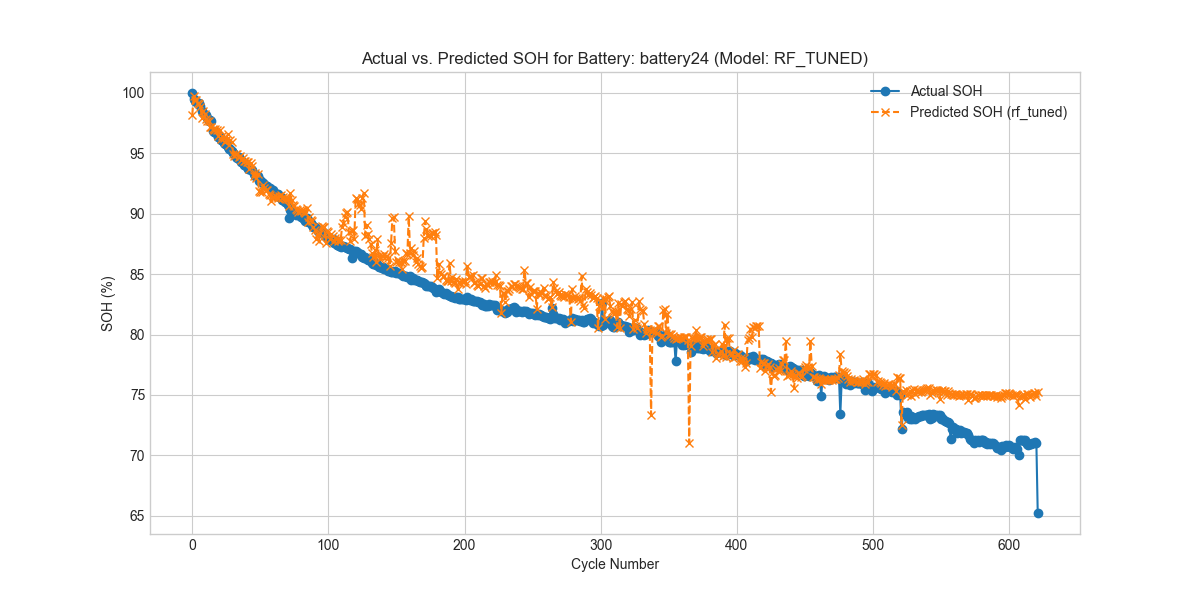 Actual vs. Predicted SOH for Battery: battery24 (Model: RF_TUNED)
Actual SOH
Predicted SOH (rf_tuned)
SOH (%)
100
95
90
85
80
75
70
65
0 100 200 300 400 500 600
Cycle Number